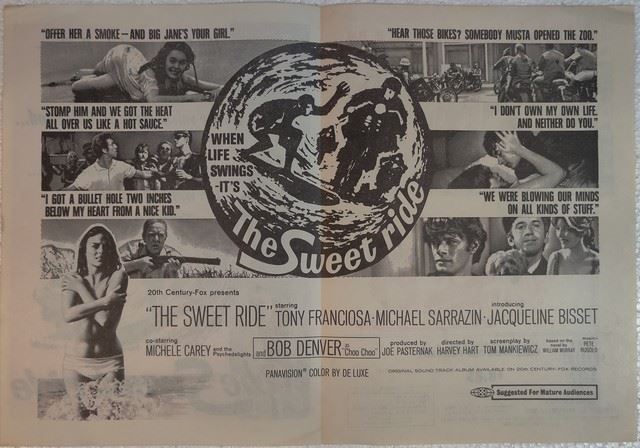 "OFFER HER A SMOKE—AND BIG JANE'S YOUR GIRL."
"HEAR THOSE BIKES? SOMEBODY MUSTA OPENED THE ZOO."
"STOMP HIM AND WE GOT THE HEAT
ALL OVER US LIKE A HOT SAUCE."
"I DON'T OWN MY OWN LIFE.
AND NEITHER DO YOU."
"I GOT A BULLET HOLE TWO INCHES
BELOW MY HEART FROM A NICE KID."
"WE WERE BLOWING OUR MINDS
ON ALL KINDS OF STUFF."
WHEN
LIFE
SWINGS
-IT'S
The Sweet ride
20th Century-Fox presents
"THE SWEET RIDE" starring TONY FRANCIOSA · MICHAEL SARRAZIN · introducing JACQUELINE BISSET
co-starring
MICHELE CAREY and the Psychedelights and BOB DENVER as "Choo Choo"
produced by JOE PASTERNAK
directed by HARVEY HART
screenplay by TOM MANKIEWICZ
based on the novel by WILLIAM MURRAY
PETE RUGOLO
PANAVISION® COLOR BY DE LUXE
ORIGINAL SOUND TRACK ALBUM AVAILABLE ON 20TH CENTURY-FOX RECORDS
Suggested For Mature Audiences